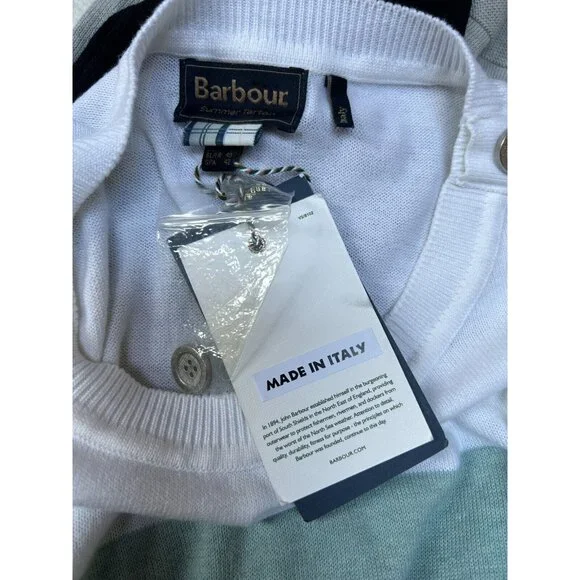 Barbour
Summer Tartan
Italy
MADE IN ITALY
In 1894, John Barbour established himself in the burgeoning
port of South Shields in the North East of England, providing
outerwear to protect fishermen, rivermen, and dockers from
the worst of the North Sea weather. Attention to detail,
quality, durability, fitness for purpose - the principles on which
Barbour was founded, continue to this day.
BARBOUR.COM